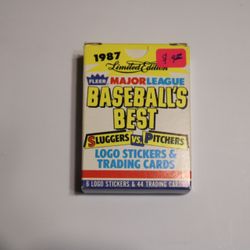 1987
Limited Edition
FLEER MAJOR LEAGUE
BASEBALL'S
BEST
SLUGGERS VS. PITCHERS
LOGO STICKERS &
TRADING CARDS
6 LOGO STICKERS & 44 TRADING CARDS